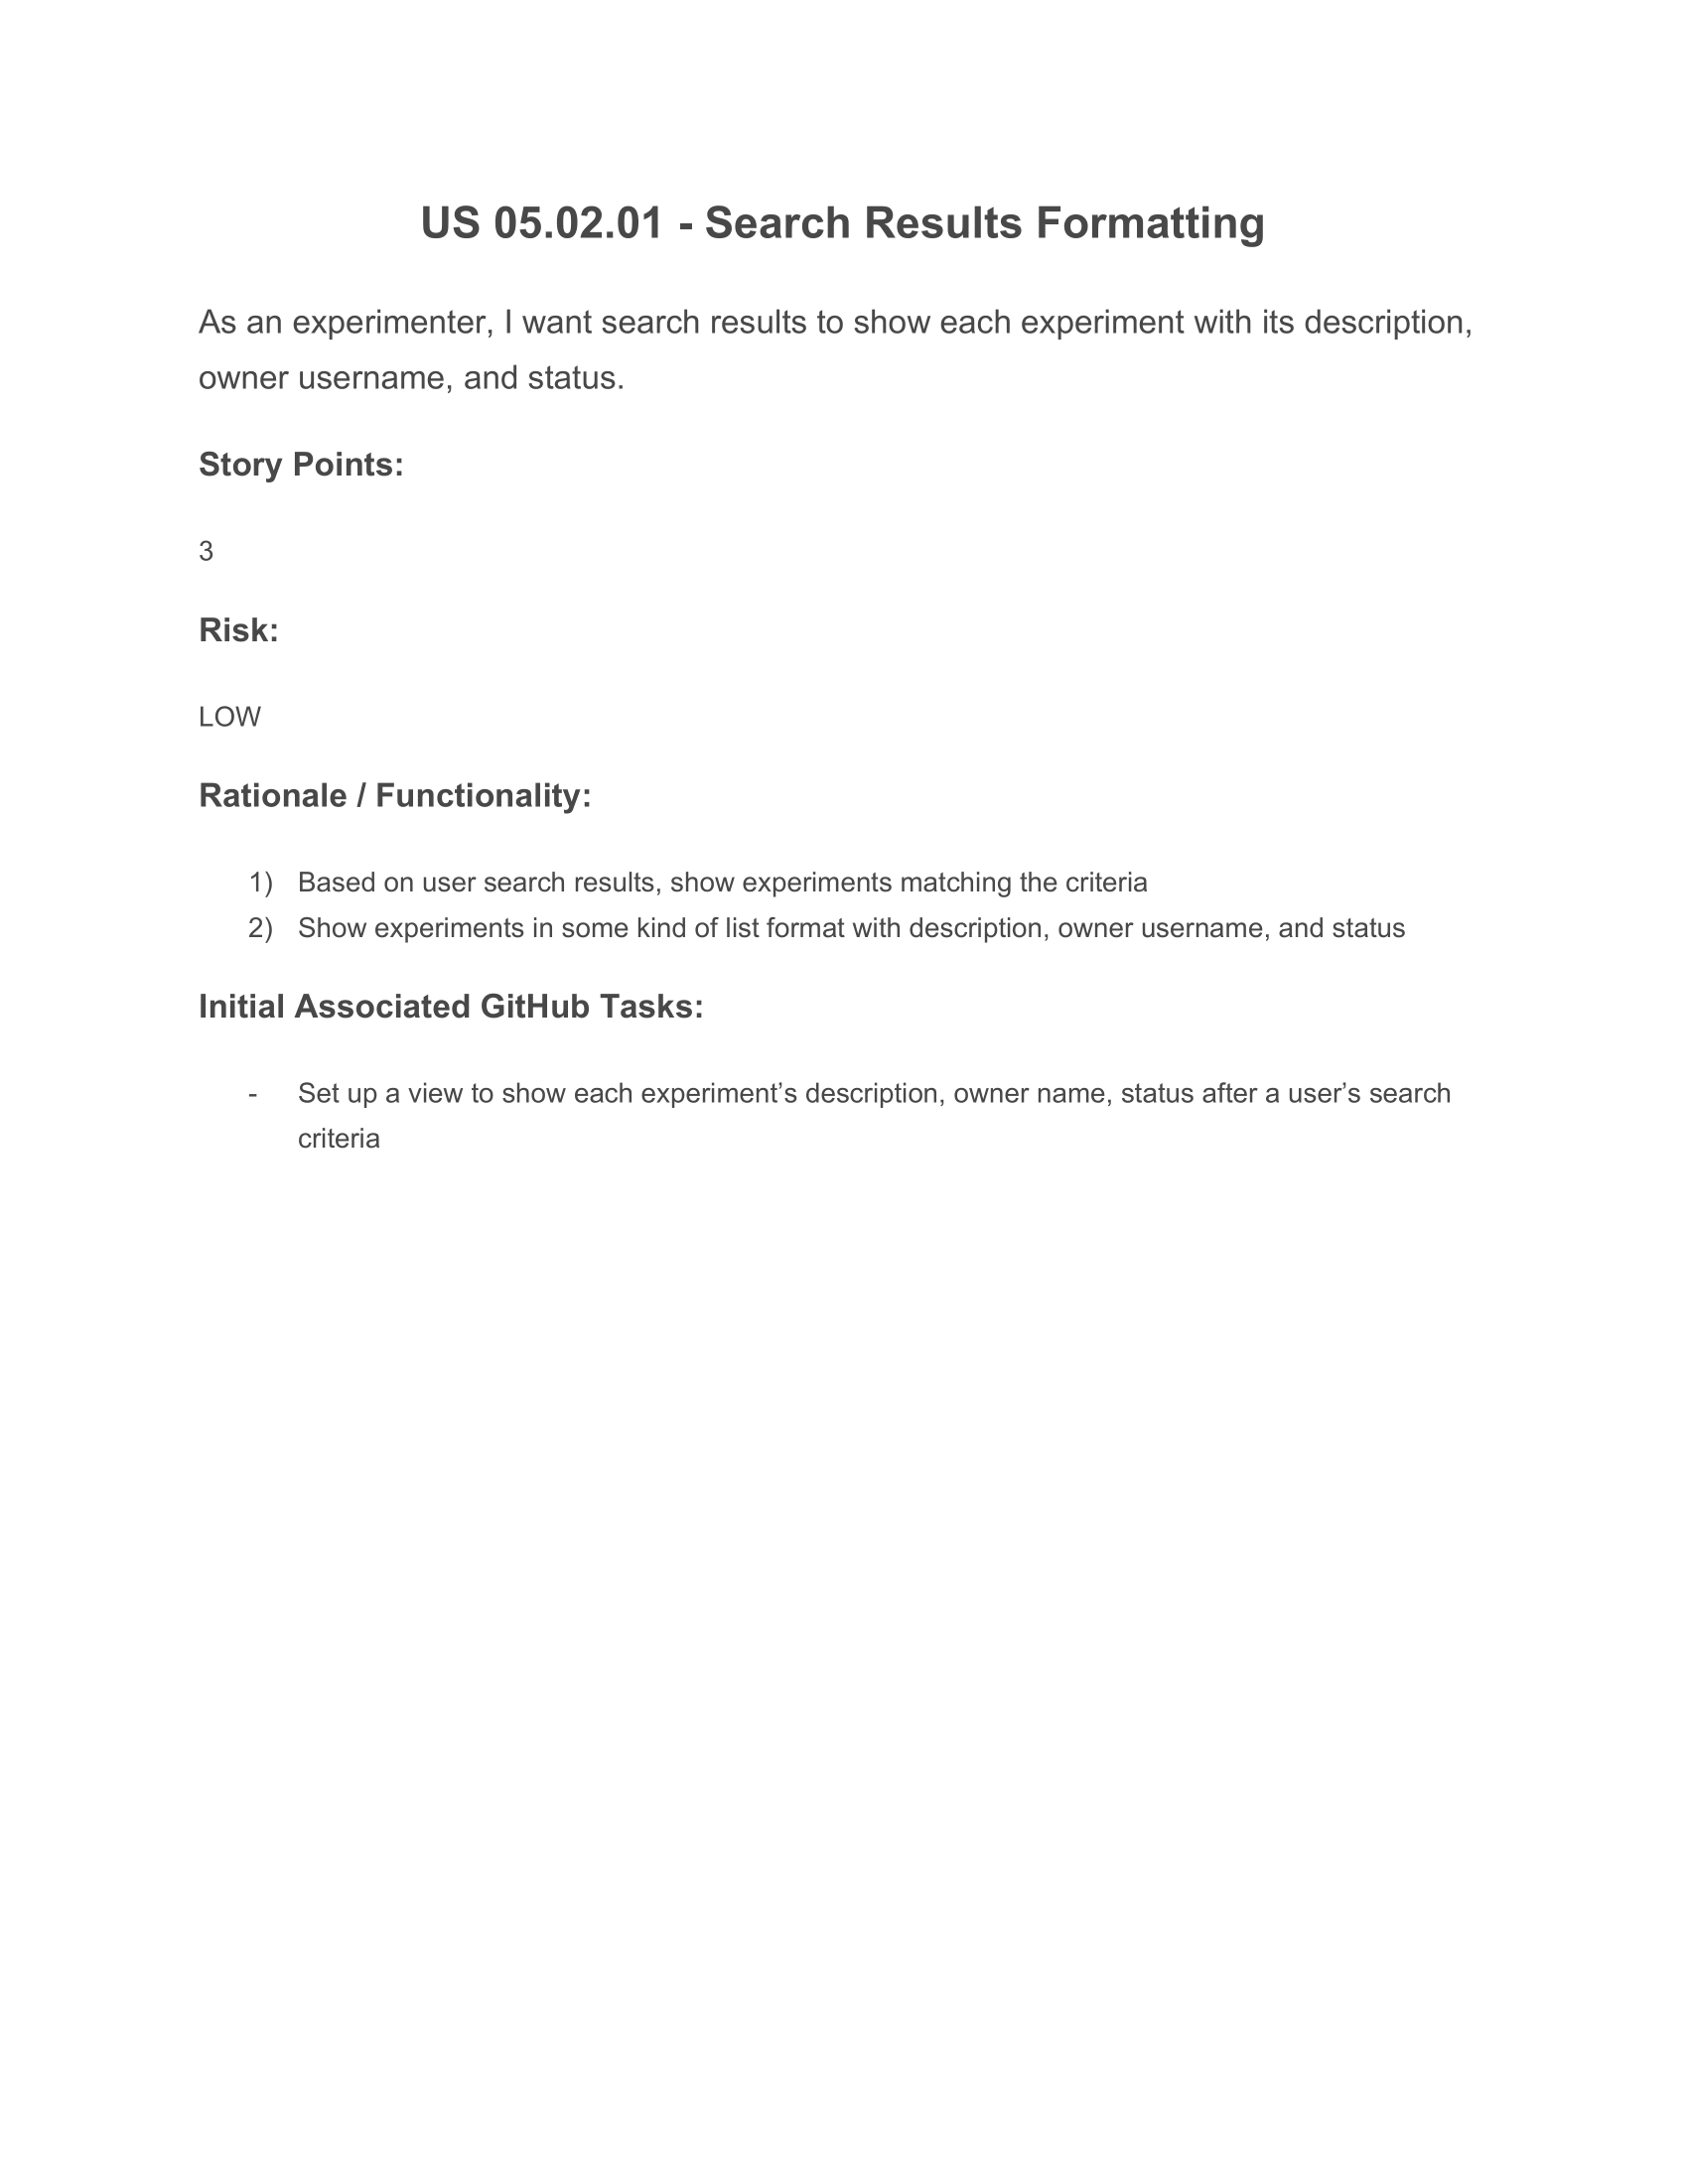 US 05.02.01 - Search Results Formatting
As an experimenter, I want search results to show each experiment with its description,
owner username, and status.
Story Points:
3
Risk:
LOW
Rationale / Functionality:
1) Based on user search results, show experiments matching the criteria
2) Show experiments in some kind of list format with description, owner username, and status
Initial Associated GitHub Tasks:
- Set up a view to show each experiment’s description, owner name, status after a user’s search
criteria